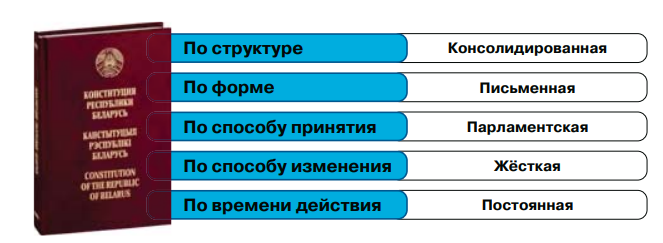 КОНСТИТУЦИЯ
РЕСПУБЛИКИ
БЕЛАРУСЬ
КАНСТЫТУЦЫЯ
РЭСПУБЛІКІ
БЕЛАРУСЬ
CONSTITUTION
OF THE REPUBLIC
OF BELARUS
По структуре Консолидированная
По форме Письменная
По способу принятия Парламентская
По способу изменения Жёсткая
По времени действия Постоянная